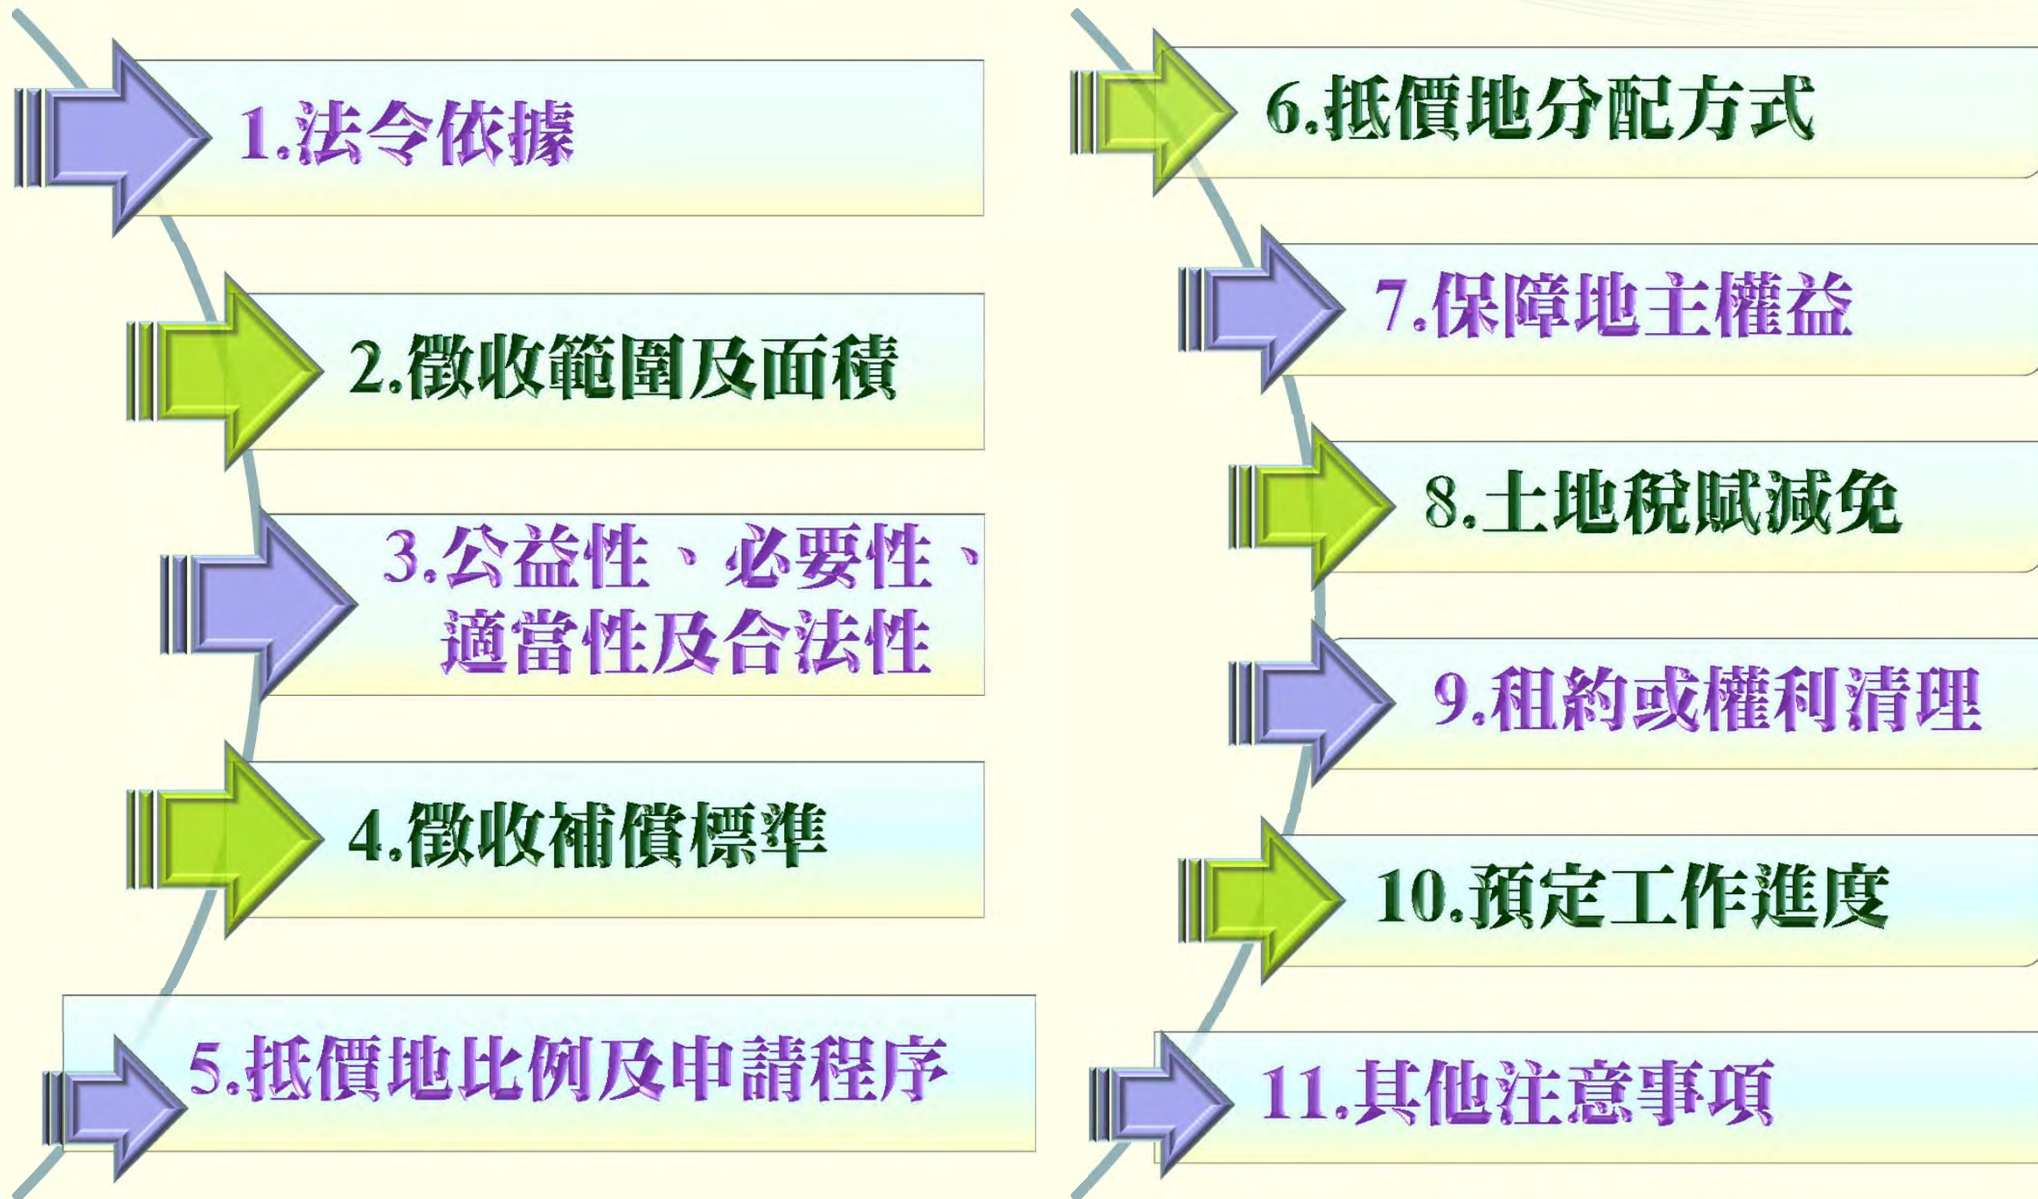 1.法令依據
2.徵收範圍及面積
3.公益性、必要性、
適當性及合法性
4.徵收補償標準
5.抵價地比例及申請程序
6.抵價地分配方式
7.保障地主權益
8.土地稅賦減免
9.租約或權利清理
10.預定工作進度
11.其他注意事項